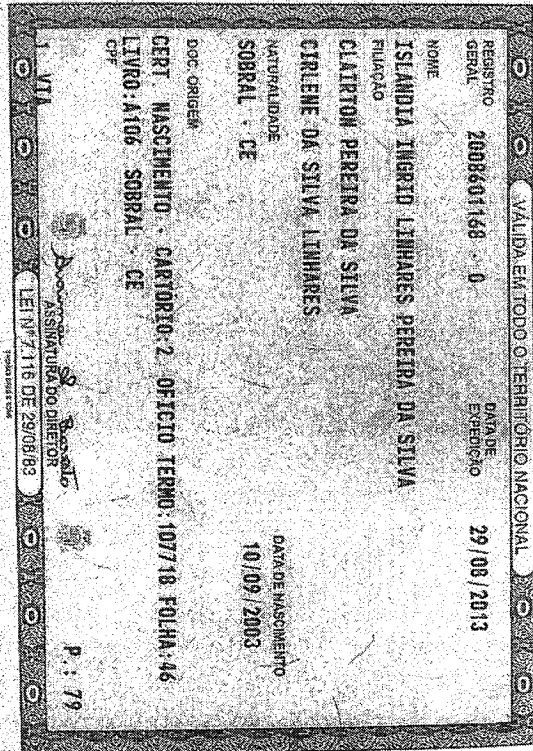 VÁLIDA EM TODO O TERRITÓRIO NACIONAL
REGISTRO GERAL 2008601168 - 0 DATA DE EXPEDIÇÃO 29/08/2013
NOME
ISLANDIA INGRID LINHARES PEREIRA DA SILVA
FILIAÇÃO
CLAIRTON PEREIRA DA SILVA
CIRLENE DA SILVA LINHARES
NATURALIDADE DATA DE NASCIMENTO
SOBRAL - CE 10/09/2003
DOC. ORIGEM
CERT. NASCIMENTO - CARTÓRIO:2 OFICIO TERMO:107718 FOLHA:46
LIVRO:A106 SOBRAL - CE
CPF
1 VIA P.: 79
ASSINATURA DO DIRETOR
LEI Nº 7.116 DE 29/08/83